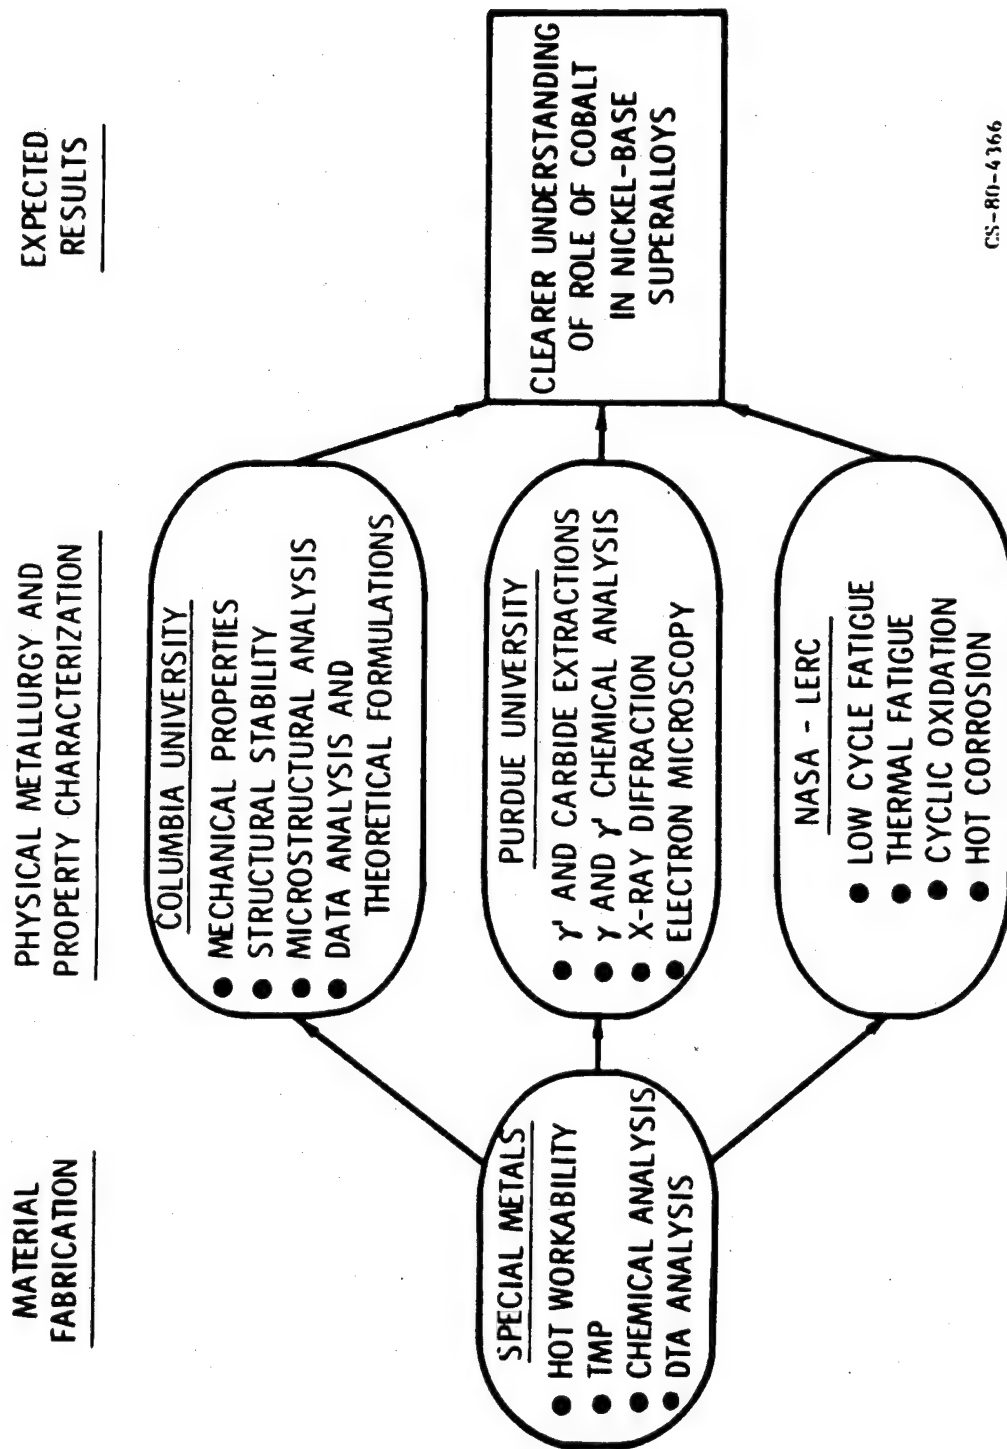 MATERIAL
FABRICATION
PHYSICAL METALLURGY AND
PROPERTY CHARACTERIZATION
EXPECTED
RESULTS
SPECIAL METALS
● HOT WORKABILITY
● TMP
● CHEMICAL ANALYSIS
● DTA ANALYSIS
COLUMBIA UNIVERSITY
● MECHANICAL PROPERTIES
● STRUCTURAL STABILITY
● MICROSTRUCTURAL ANALYSIS
● DATA ANALYSIS AND
THEORETICAL FORMULATIONS
PURDUE UNIVERSITY
● γ' AND CARBIDE EXTRACTIONS
● γ AND γ' CHEMICAL ANALYSIS
● X-RAY DIFFRACTION
● ELECTRON MICROSCOPY
NASA - LERC
● LOW CYCLE FATIGUE
● THERMAL FATIGUE
● CYCLIC OXIDATION
● HOT CORROSION
CLEARER UNDERSTANDING
OF ROLE OF COBALT
IN NICKEL-BASE
SUPERALLOYS
CS-80-4366